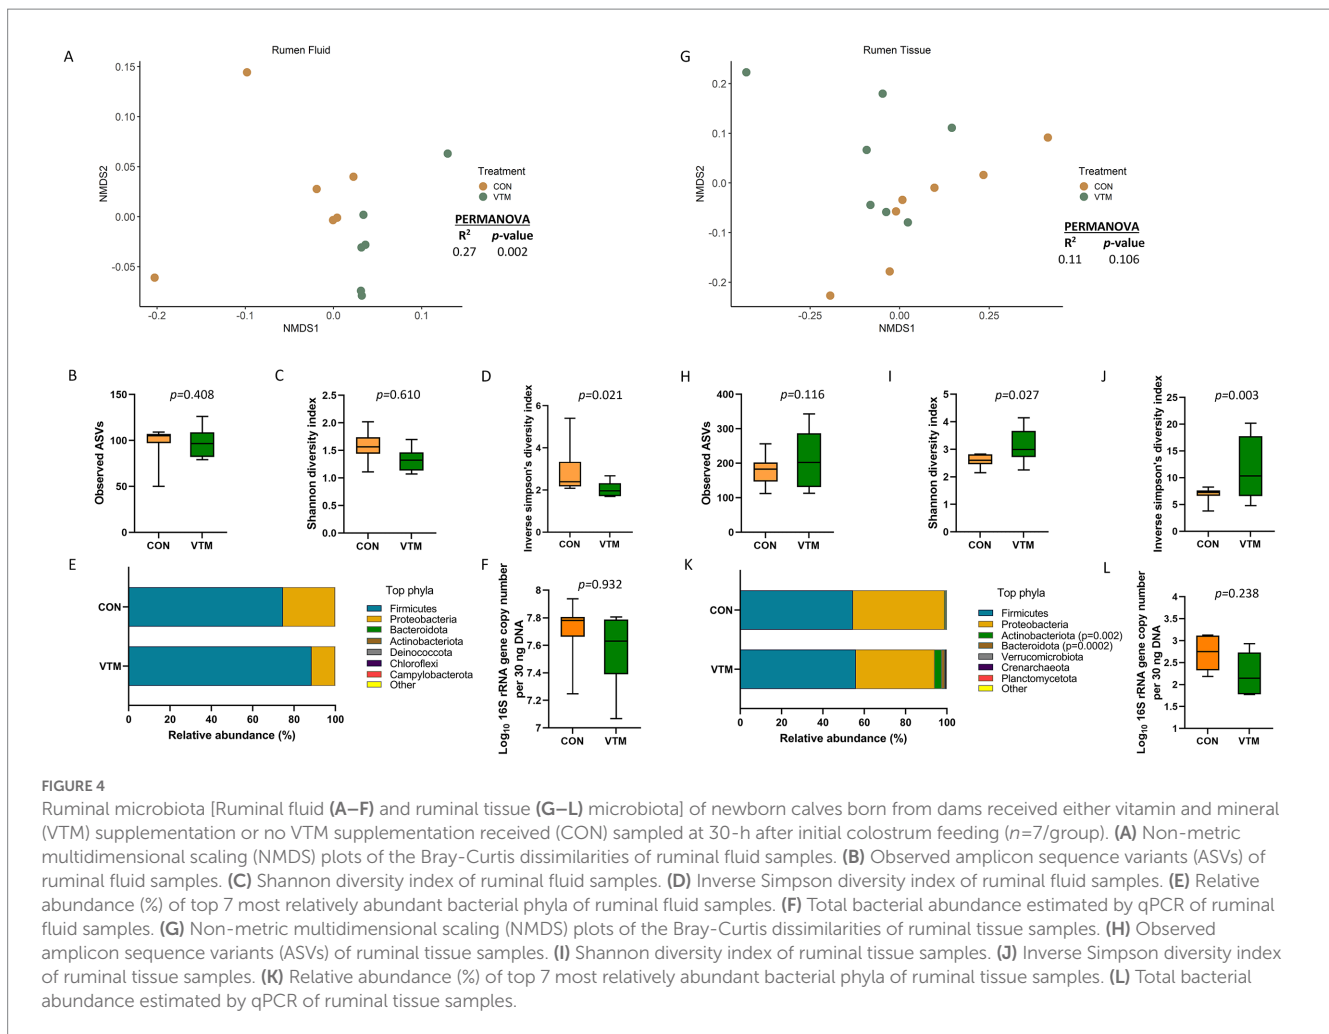 A
Rumen Fluid
0.15
0.10
0.05
0.00
-0.05
NMDS2
-0.2
-0.1
0.0
0.1
NMDS1
Treatment
CON
VTM
PERMANOVA
R² p-value
0.27 0.002
G
Rumen Tissue
0.2
0.1
0.0
-0.1
-0.2
NMDS2
-0.25
0.00
0.25
NMDS1
Treatment
CON
VTM
PERMANOVA
R² p-value
0.11 0.106
B
p=0.408
Observed ASVs
150
100
50
0
CON VTM
C
p=0.610
Shannon diversity index
2.5
2.0
1.5
1.0
0.5
0.0
CON VTM
D
p=0.021
Inverse simpson's diversity index
6
4
2
0
CON VTM
H
p=0.116
Observed ASVs
400
300
200
100
0
CON VTM
I
p=0.027
Shannon diversity index
5
4
3
2
1
0
CON VTM
J
p=0.003
Inverse simpson's diversity index
25
20
15
10
5
0
CON VTM
E
CON
VTM
0 20 40 60 80 100
Relative abundance (%)
Top phyla
Firmicutes
Proteobacteria
Bacteroidota
Actinobacteriota
Deinococcota
Chloroflexi
Campylobacterota
Other
F
p=0.932
Log₁₀ 16S rRNA gene copy number
per 30 ng DNA
8
7.8
7.6
7.4
7.2
7
CON VTM
K
CON
VTM
0 20 40 60 80 100
Relative abundance (%)
Top phyla
Firmicutes
Proteobacteria
Actinobacteriota (p=0.002)
Bacteroidota (p=0.0002)
Verrucomicrobiota
Crenarchaeota
Planctomycetota
Other
L
p=0.238
Log₁₀ 16S rRNA gene copy number
per 30 ng DNA
5
4.5
4
3.5
3
2.5
2
1.5
1
CON VTM
FIGURE 4
Ruminal microbiota [Ruminal fluid (A–F) and ruminal tissue (G–L) microbiota] of newborn calves born from dams received either vitamin and mineral
(VTM) supplementation or no VTM supplementation received (CON) sampled at 30-h after initial colostrum feeding (n=7/group). (A) Non-metric
multidimensional scaling (NMDS) plots of the Bray-Curtis dissimilarities of ruminal fluid samples. (B) Observed amplicon sequence variants (ASVs) of
ruminal fluid samples. (C) Shannon diversity index of ruminal fluid samples. (D) Inverse Simpson diversity index of ruminal fluid samples. (E) Relative
abundance (%) of top 7 most relatively abundant bacterial phyla of ruminal fluid samples. (F) Total bacterial abundance estimated by qPCR of ruminal
fluid samples. (G) Non-metric multidimensional scaling (NMDS) plots of the Bray-Curtis dissimilarities of ruminal tissue samples. (H) Observed
amplicon sequence variants (ASVs) of ruminal tissue samples. (I) Shannon diversity index of ruminal tissue samples. (J) Inverse Simpson diversity index
of ruminal tissue samples. (K) Relative abundance (%) of top 7 most relatively abundant bacterial phyla of ruminal tissue samples. (L) Total bacterial
abundance estimated by qPCR of ruminal tissue samples.